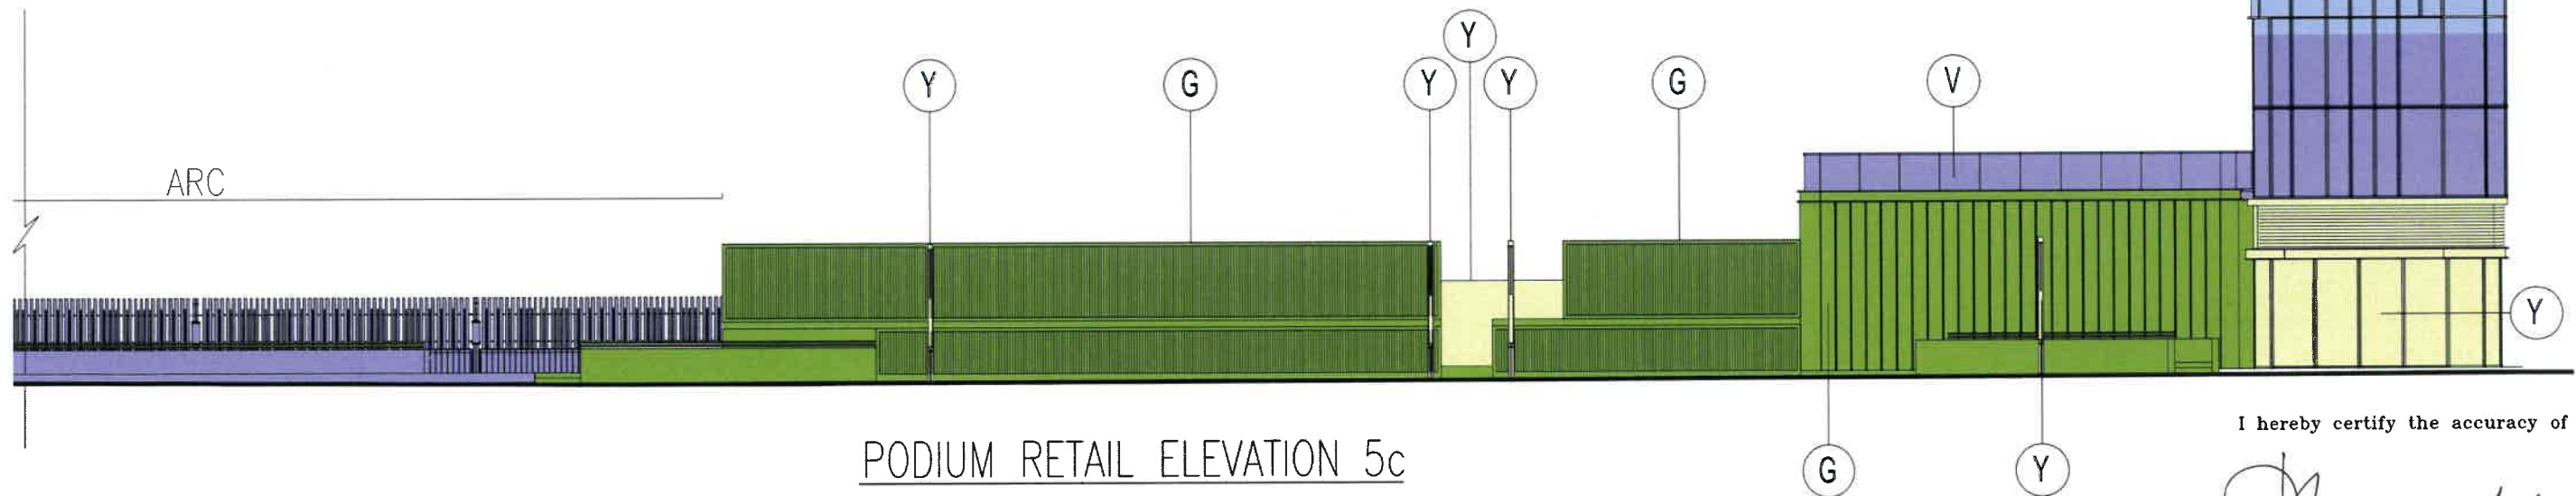 Y
Y
G
Y
Y
G
V
ARC
Y
I hereby certify the accuracy of
PODIUM RETAIL ELEVATION 5c
G
Y